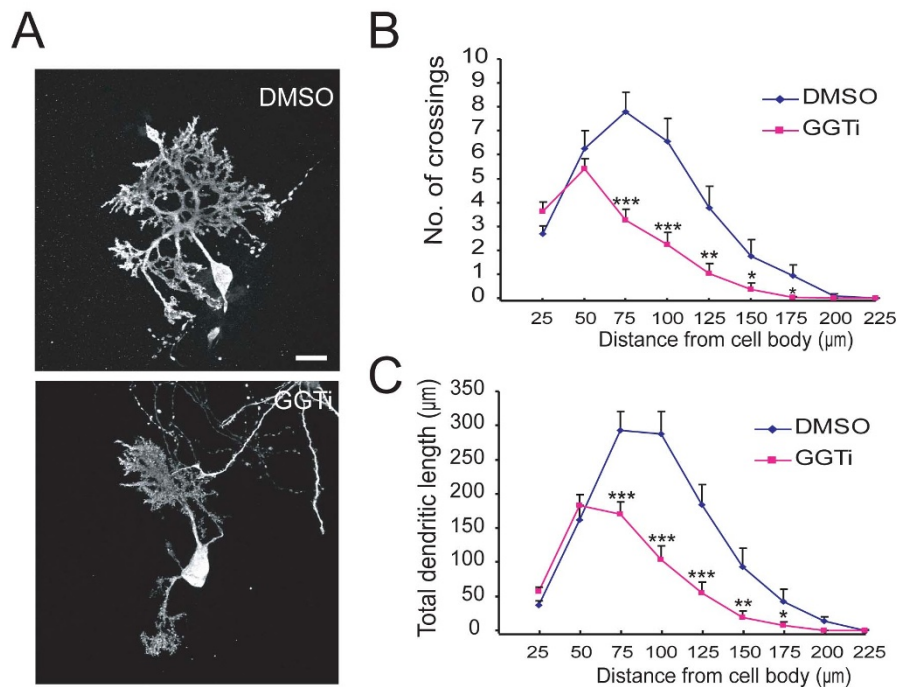 A
DMSO
GGTi
B
No. of crossings
10
9
8
7
6
5
4
3
2
1
0
DMSO
GGTi
***
***
**
*
*
25 50 75 100 125 150 175 200 225
Distance from cell body (µm)
C
Total dendritic length (µm)
350
300
250
200
150
100
50
0
DMSO
GGTi
***
***
***
**
*
25 50 75 100 125 150 175 200 225
Distance from cell body (µm)